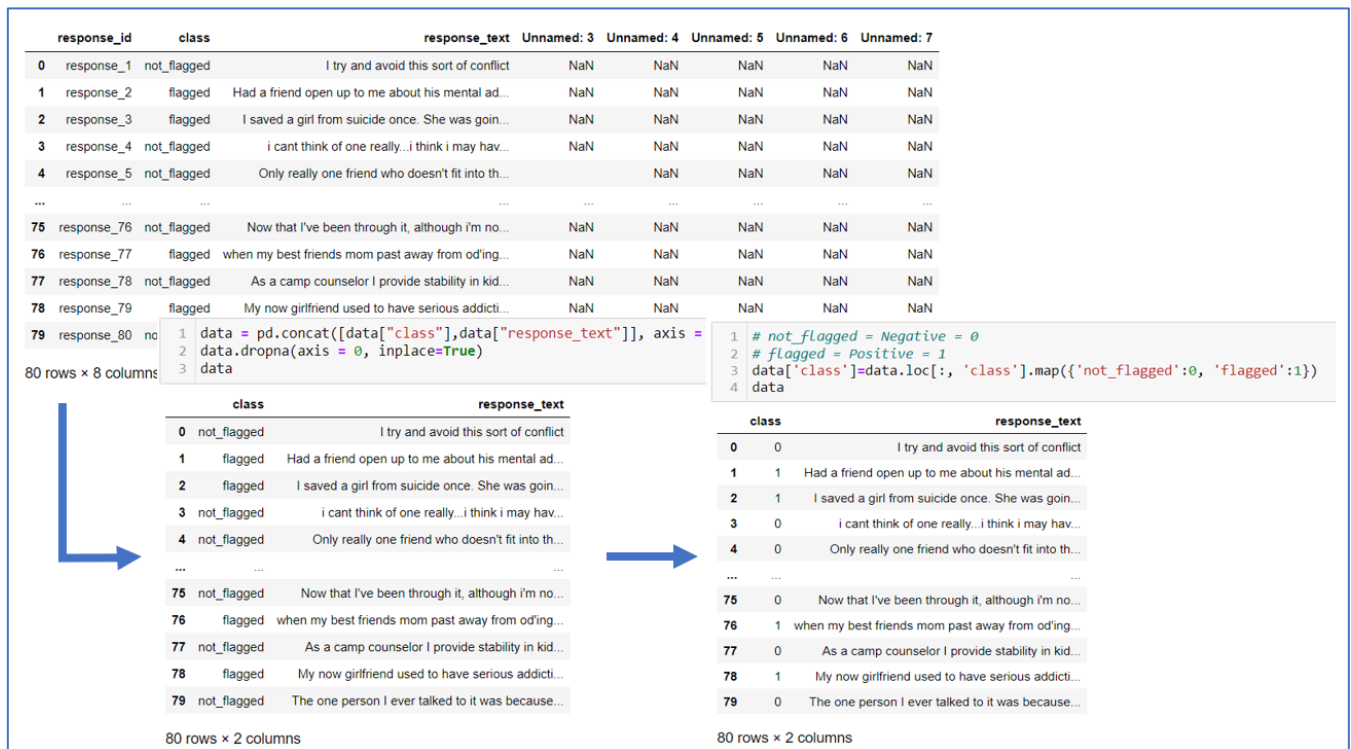 response_id class response_text Unnamed: 3 Unnamed: 4 Unnamed: 5 Unnamed: 6 Unnamed: 7
0 response_1 not_flagged I try and avoid this sort of conflict NaN NaN NaN NaN NaN
1 response_2 flagged Had a friend open up to me about his mental ad... NaN NaN NaN NaN NaN
2 response_3 flagged I saved a girl from suicide once. She was goin... NaN NaN NaN NaN NaN
3 response_4 not_flagged i cant think of one really...i think i may hav... NaN NaN NaN NaN NaN
4 response_5 not_flagged Only really one friend who doesn't fit into th... NaN NaN NaN NaN
... ... ... ... ... ... ... ... ...
75 response_76 not_flagged Now that I've been through it, although i'm no... NaN NaN NaN NaN NaN
76 response_77 flagged when my best friends mom past away from od'ing... NaN NaN NaN NaN NaN
77 response_78 not_flagged As a camp counselor I provide stability in kid... NaN NaN NaN NaN NaN
78 response_79 flagged My now girlfriend used to have serious addicti... NaN NaN NaN NaN NaN
79 response_80 no
80 rows × 8 columns
1 data = pd.concat([data["class"],data["response_text"]], axis =
2 data.dropna(axis = 0, inplace=True)
3 data
class response_text
0 not_flagged I try and avoid this sort of conflict
1 flagged Had a friend open up to me about his mental ad...
2 flagged I saved a girl from suicide once. She was goin...
3 not_flagged i cant think of one really...i think i may hav...
4 not_flagged Only really one friend who doesn't fit into th...
... ... ...
75 not_flagged Now that I've been through it, although i'm no...
76 flagged when my best friends mom past away from od'ing...
77 not_flagged As a camp counselor I provide stability in kid...
78 flagged My now girlfriend used to have serious addicti...
79 not_flagged The one person I ever talked to it was because...
80 rows × 2 columns
1 # not_flagged = Negative = 0
2 # flagged = Positive = 1
3 data['class']=data.loc[:, 'class'].map({'not_flagged':0, 'flagged':1})
4 data
class response_text
0 0 I try and avoid this sort of conflict
1 1 Had a friend open up to me about his mental ad...
2 1 I saved a girl from suicide once. She was goin...
3 0 i cant think of one really...i think i may hav...
4 0 Only really one friend who doesn't fit into th...
... ... ...
75 0 Now that I've been through it, although i'm no...
76 1 when my best friends mom past away from od'ing...
77 0 As a camp counselor I provide stability in kid...
78 1 My now girlfriend used to have serious addicti...
79 0 The one person I ever talked to it was because...
80 rows × 2 columns